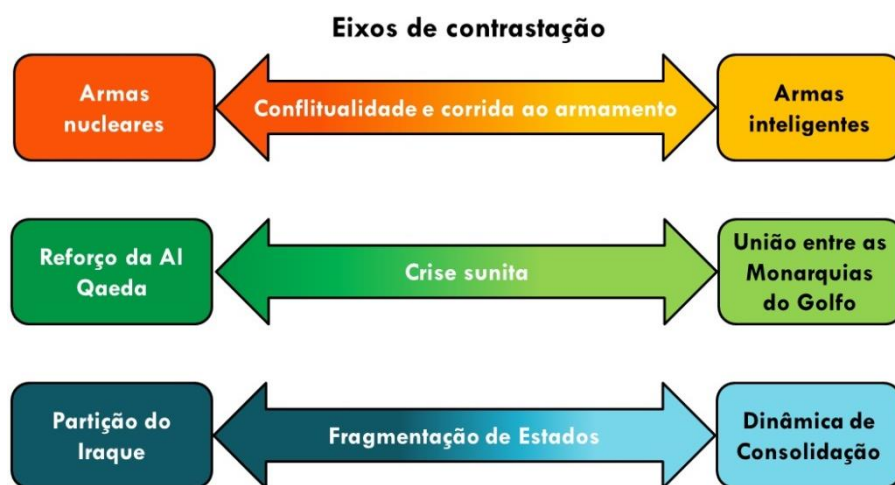 Eixos de contrastação
Armas
nucleares
Conflitualidade e corrida ao armamento
Armas
inteligentes
Reforço da Al
Qaeda
Crise sunita
União entre as
Monarquias
do Golfo
Partição do
Iraque
Fragmentação de Estados
Dinâmica de
Consolidação